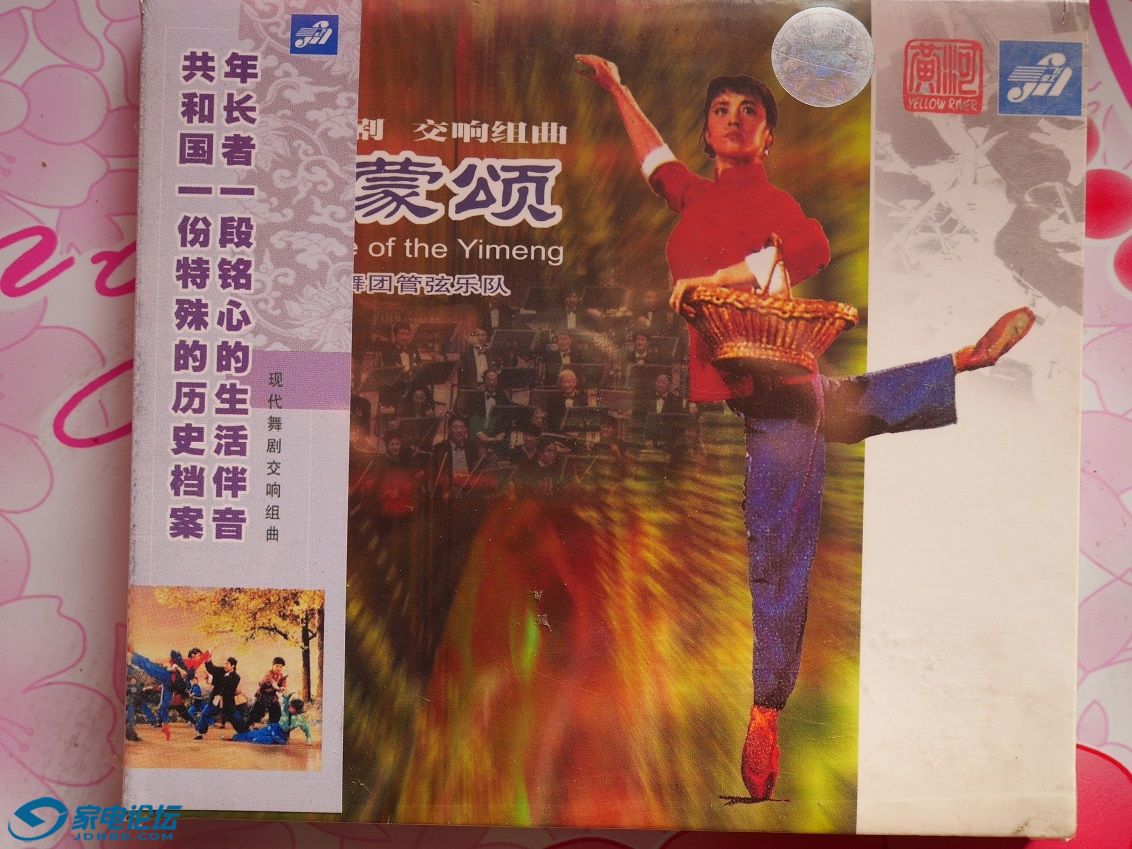 年长者一段铭心的生活伴音
共和国一份特殊的历史档案
现代舞剧交响组曲
剧 交响组曲
蒙颂
e of the Yimeng
舞团管弦乐队
黄河
YELLOW RIVER
家电论坛
JDBBS.COM